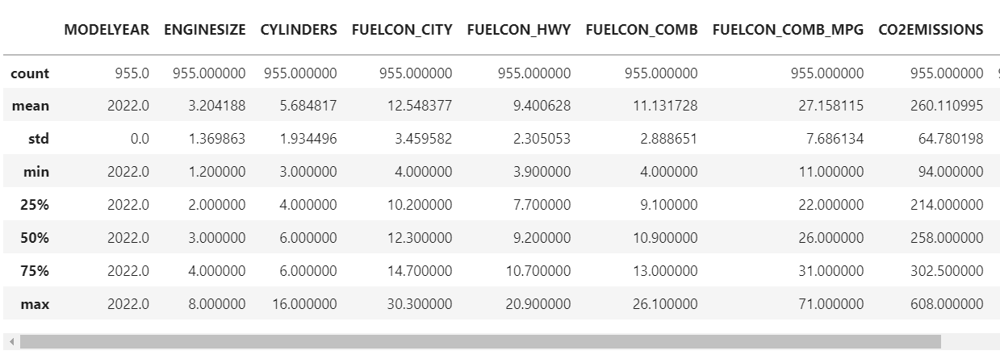 MODELYEAR ENGINESIZE CYLINDERS FUELCON_CITY FUELCON_HWY FUELCON_COMB FUELCON_COMB_MPG CO2EMISSIONS
count 955.0 955.000000 955.000000 955.000000 955.000000 955.000000 955.000000 955.000000
mean 2022.0 3.204188 5.684817 12.548377 9.400628 11.131728 27.158115 260.110995
std 0.0 1.369863 1.934496 3.459582 2.305053 2.888651 7.686134 64.780198
min 2022.0 1.200000 3.000000 4.000000 3.900000 4.000000 11.000000 94.000000
25% 2022.0 2.000000 4.000000 10.200000 7.700000 9.100000 22.000000 214.000000
50% 2022.0 3.000000 6.000000 12.300000 9.200000 10.900000 26.000000 258.000000
75% 2022.0 4.000000 6.000000 14.700000 10.700000 13.000000 31.000000 302.500000
max 2022.0 8.000000 16.000000 30.300000 20.900000 26.100000 71.000000 608.000000